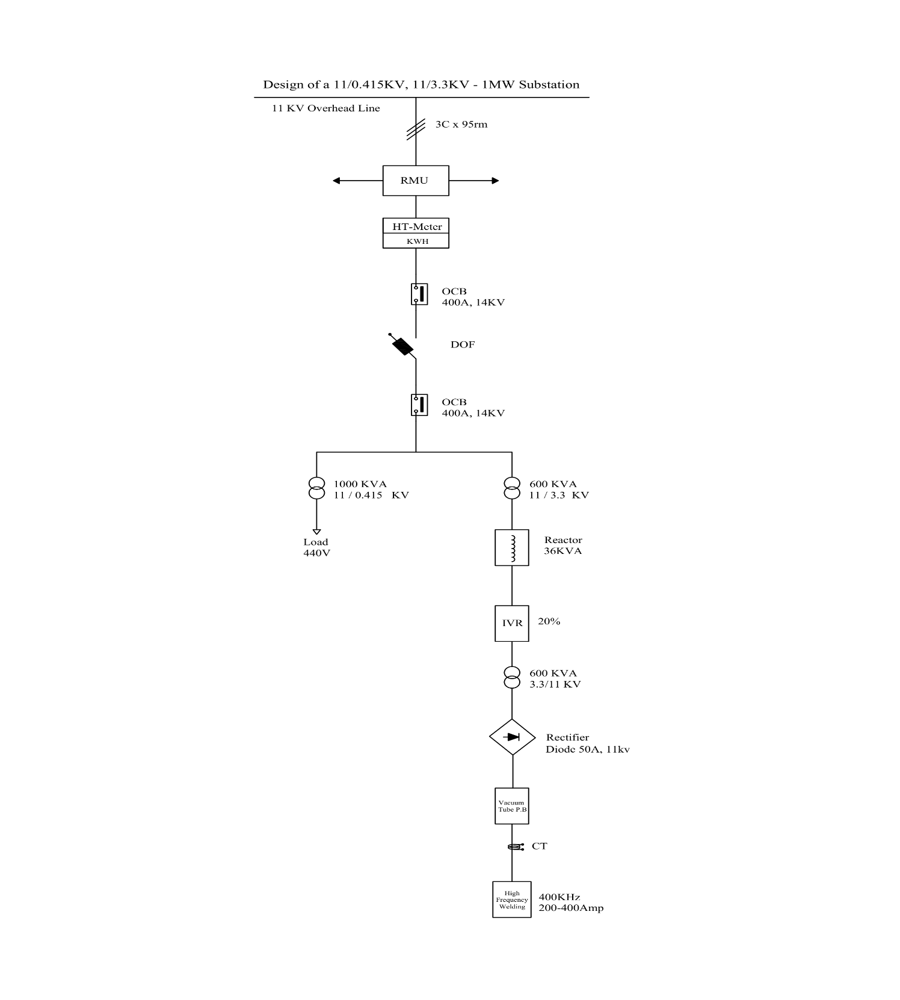 Design of a 11/0.415KV, 11/3.3KV - 1MW Substation
11 KV Overhead Line
3C x 95rm
RMU
HT-Meter
KWH
OCB
400A, 14KV
DOF
OCB
400A, 14KV
1000 KVA
11 / 0.415 KV
600 KVA
11 / 3.3 KV
Load
440V
Reactor
36KVA
IVR
20%
600 KVA
3.3/11 KV
Rectifier
Diode 50A, 11kv
Vacuum
Tube P.B
CT
High
Frequency
Welding
400KHz
200-400Amp